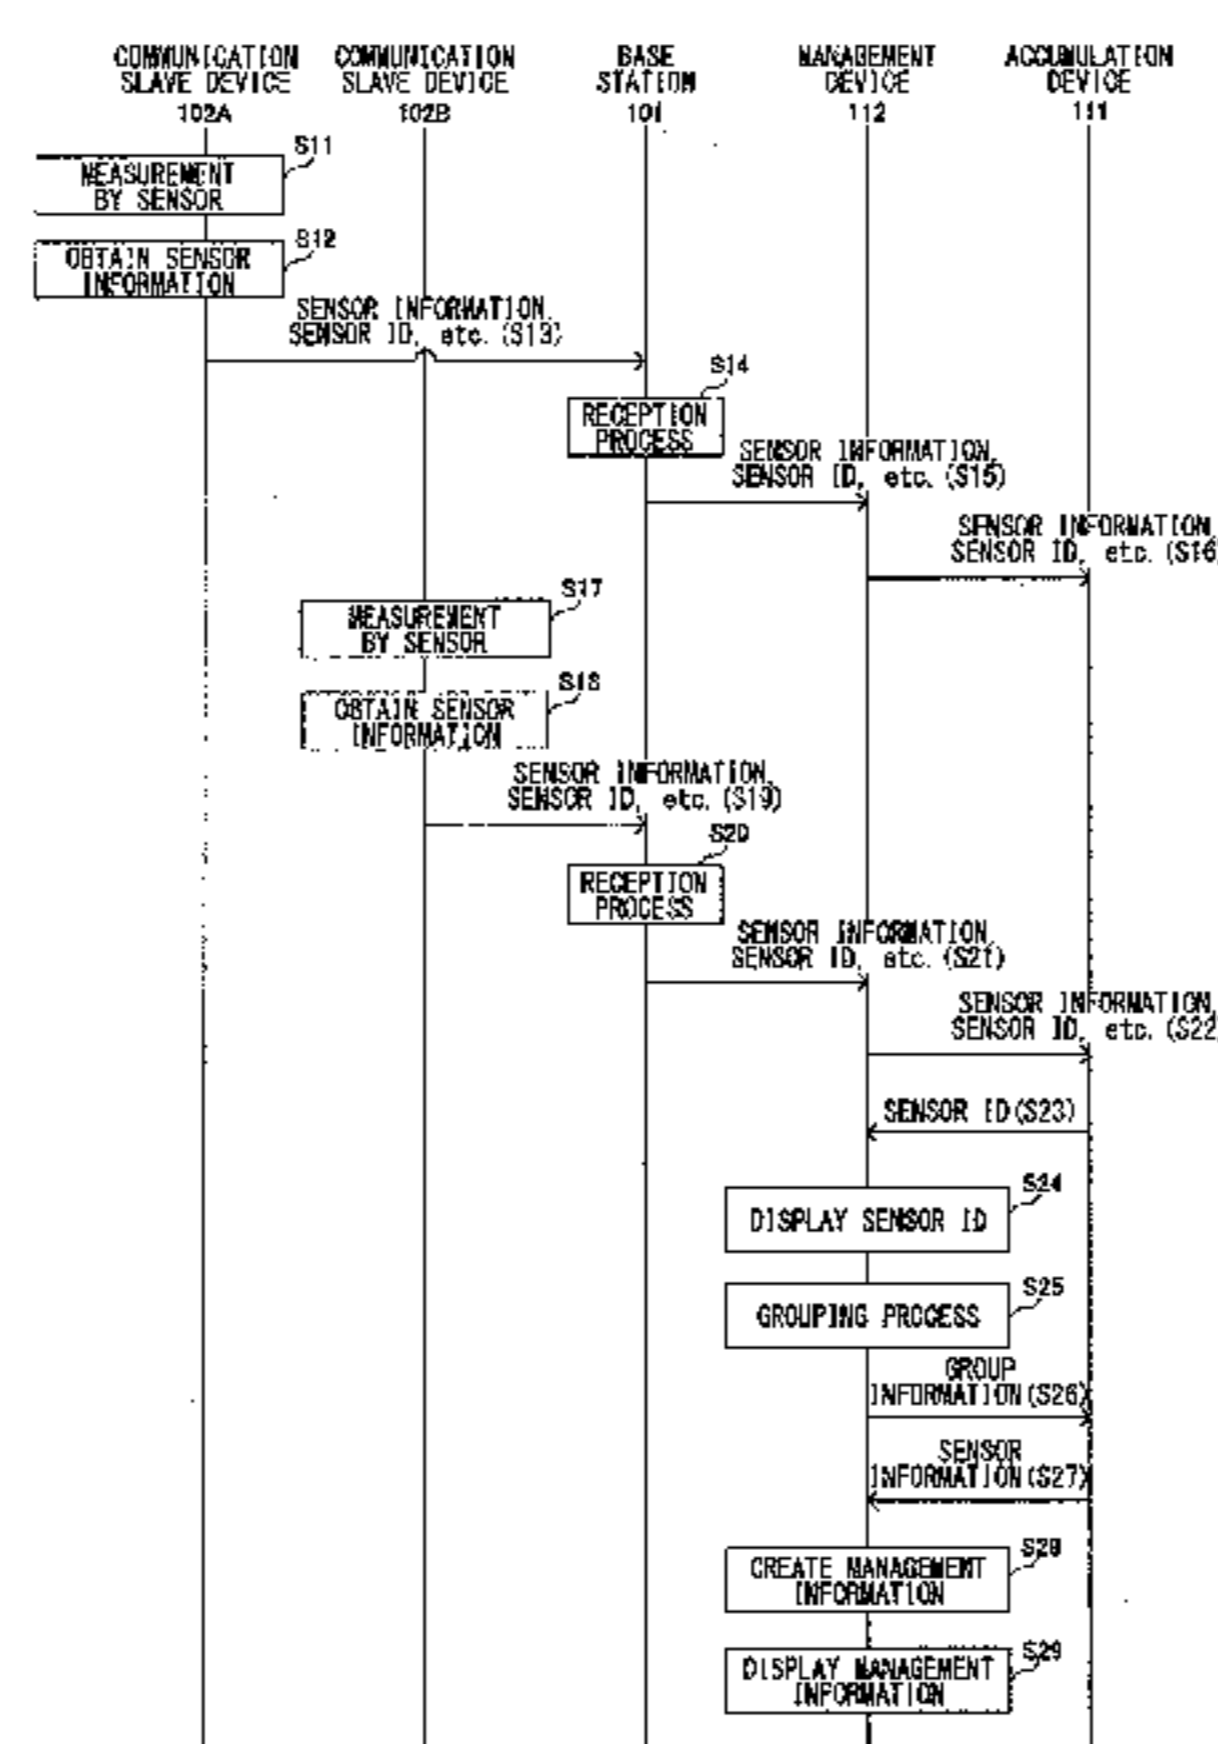 COMMUNICATION
SLAVE DEVICE
102A
COMMUNICATION
SLAVE DEVICE
102B
BASE
STATION
101
MANAGEMENT
DEVICE
112
ACCUMULATION
DEVICE
111
S11
MEASUREMENT
BY SENSOR
S12
OBTAIN SENSOR
INFORMATION
SENSOR INFORMATION,
SENSOR ID, etc. (S13)
S14
RECEPTION
PROCESS
SENSOR INFORMATION,
SENSOR ID, etc. (S15)
SENSOR INFORMATION,
SENSOR ID, etc. (S16)
S17
MEASUREMENT
BY SENSOR
S18
OBTAIN SENSOR
INFORMATION
SENSOR INFORMATION,
SENSOR ID, etc. (S19)
S20
RECEPTION
PROCESS
SENSOR INFORMATION,
SENSOR ID, etc. (S21)
SENSOR INFORMATION,
SENSOR ID, etc. (S22)
SENSOR ID (S23)
S24
DISPLAY SENSOR ID
S25
GROUPING PROCESS
GROUP
INFORMATION (S26)
SENSOR
INFORMATION (S27)
S28
CREATE MANAGEMENT
INFORMATION
S29
DISPLAY MANAGEMENT
INFORMATION